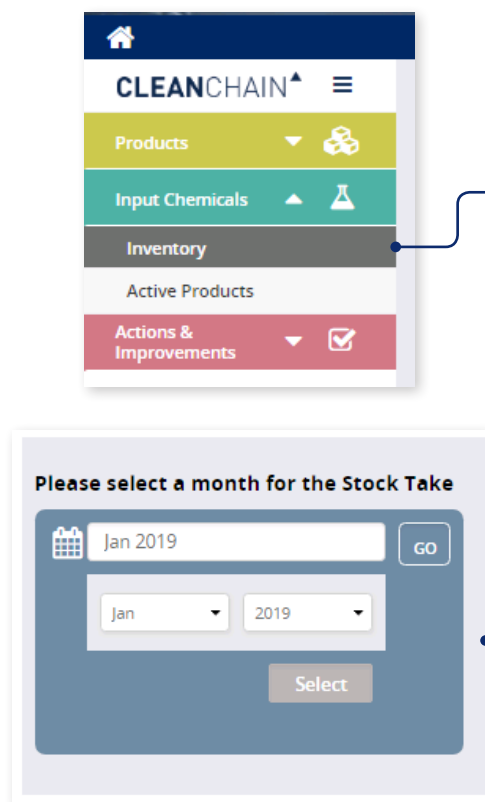 CLEANCHAIN
Products
Input Chemicals
Inventory
Active Products
Actions &
Improvements
Please select a month for the Stock Take
Jan 2019
GO
Jan
2019
Select